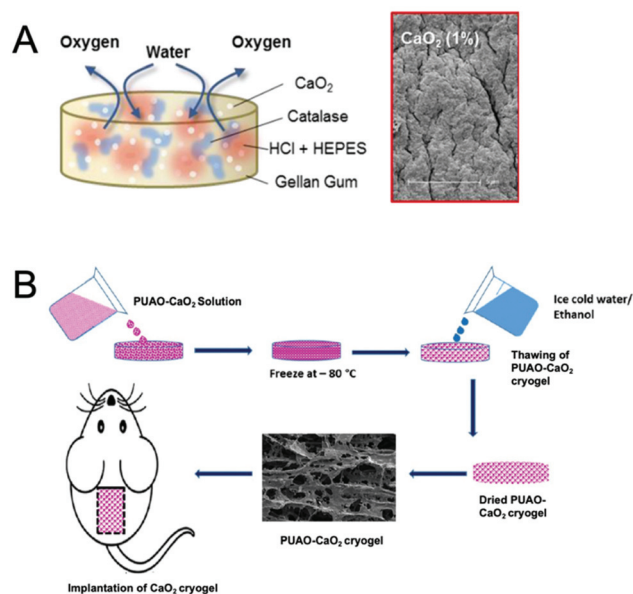 A
Oxygen
Water
Oxygen
CaO₂
Catalase
HCl + HEPES
Gellan Gum
CaO₂ (1%)
B
PUAO-CaO₂ Solution
Freeze at – 80 °C
Ice cold water/
Ethanol
Thawing of
PUAO-CaO₂
cryogel
Dried PUAO-
CaO₂ cryogel
PUAO-CaO₂ cryogel
Implantation of CaO₂ cryogel